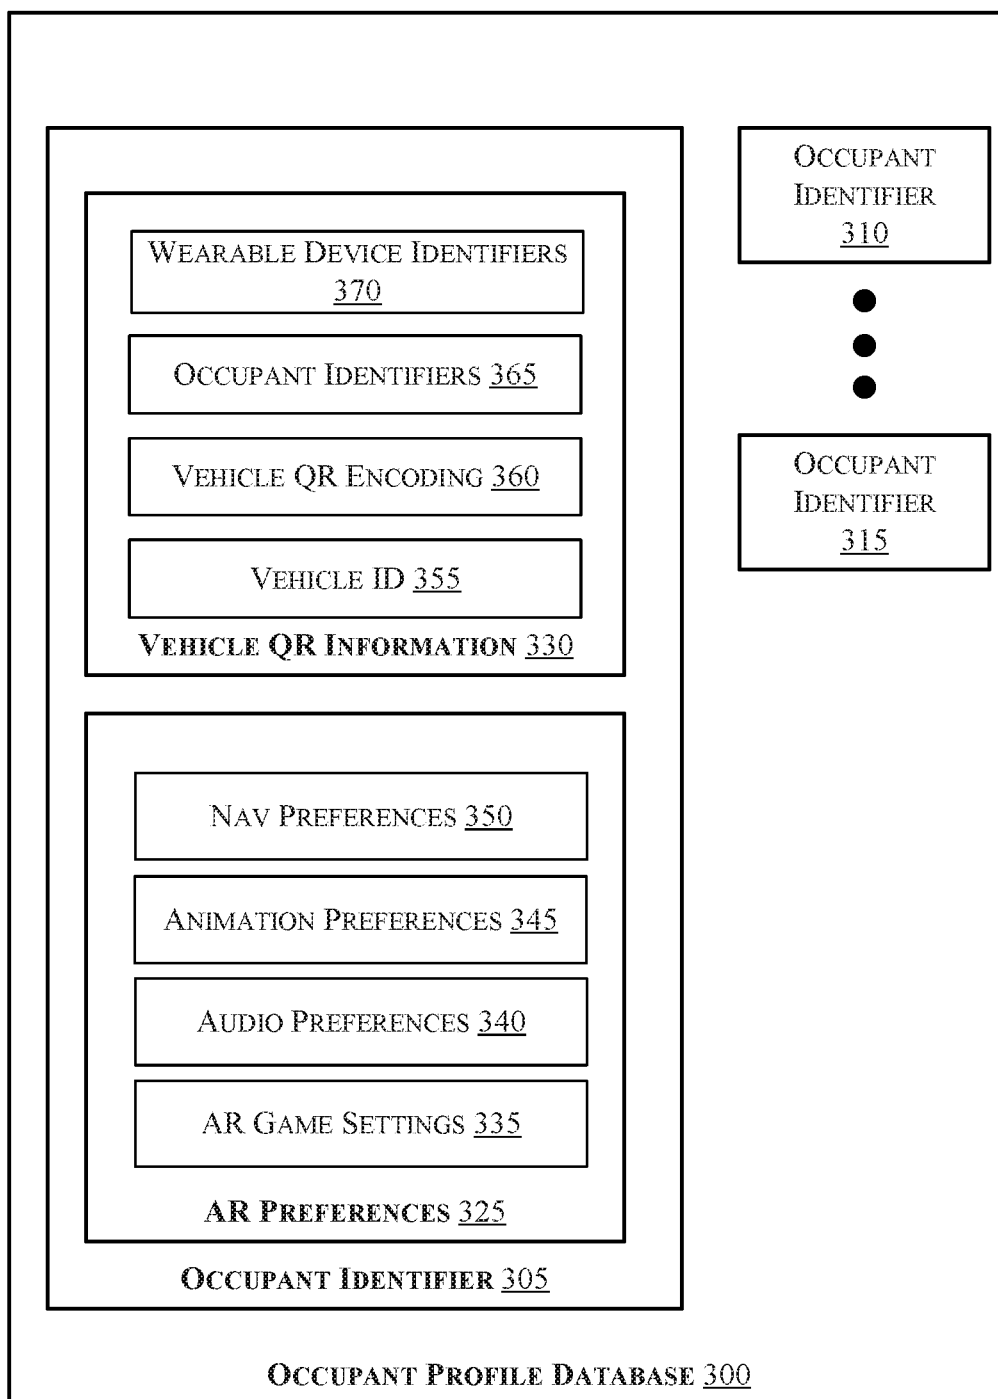 WEARABLE DEVICE IDENTIFIERS
370
OCCUPANT IDENTIFIERS 365
VEHICLE QR ENCODING 360
VEHICLE ID 355
VEHICLE QR INFORMATION 330
NAV PREFERENCES 350
ANIMATION PREFERENCES 345
AUDIO PREFERENCES 340
AR GAME SETTINGS 335
AR PREFERENCES 325
OCCUPANT IDENTIFIER 305
OCCUPANT
IDENTIFIER
310
OCCUPANT
IDENTIFIER
315
OCCUPANT PROFILE DATABASE 300